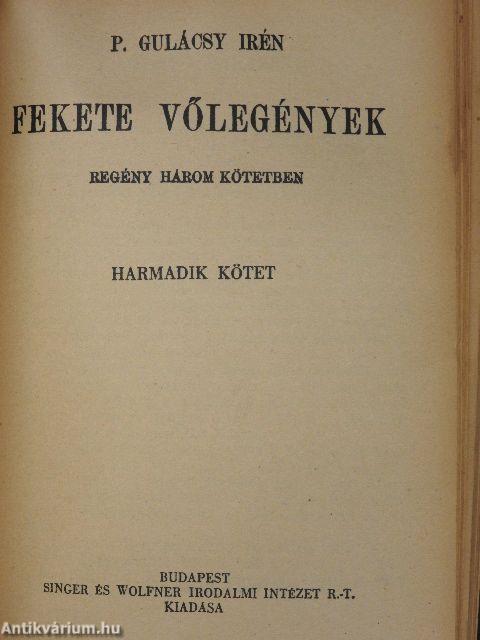 P. GULÁCSY IRÉN
FEKETE VŐLEGÉNYEK
REGÉNY HÁROM KÖTETBEN
HARMADIK KÖTET
BUDAPEST
SINGER ÉS WOLFNER IRODALMI INTÉZET R.-T.
KIADÁSA
Antikvárium.hu